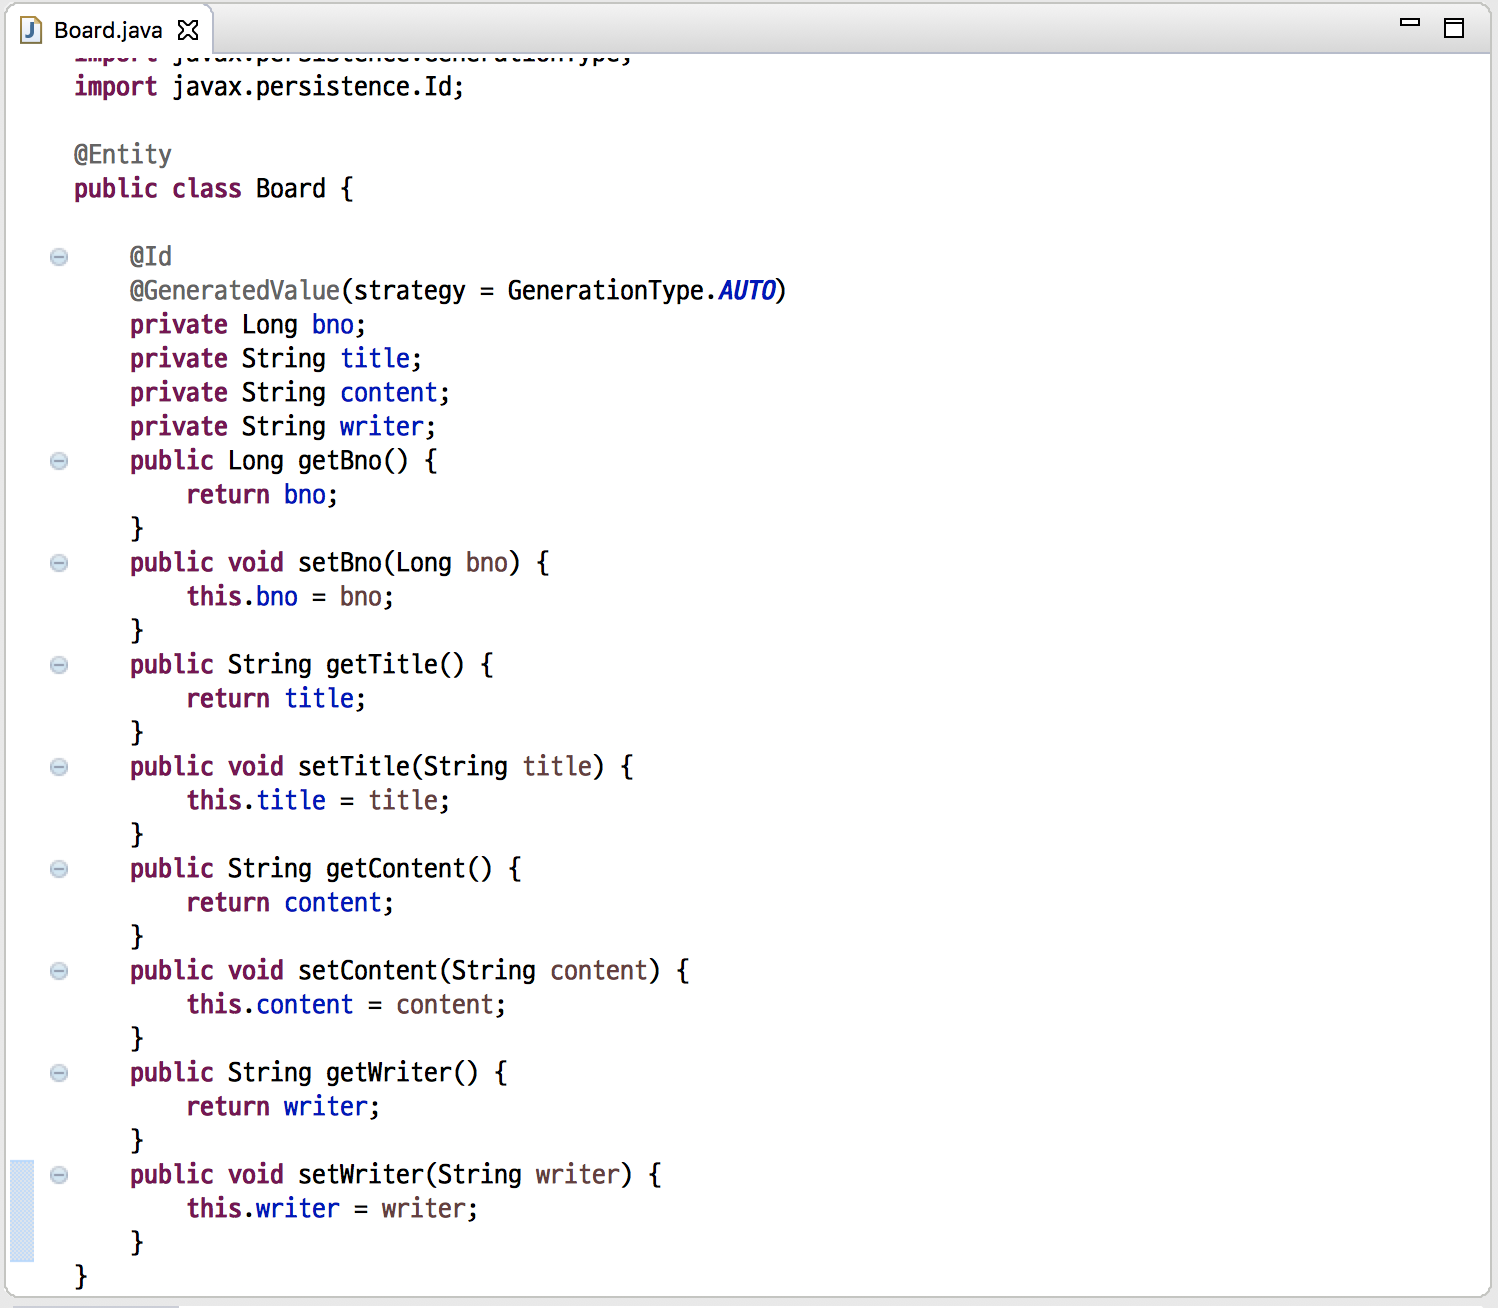 Board.java
import javax.persistence.GenerationType;
import javax.persistence.Id;
@Entity
public class Board {
@Id
@GeneratedValue(strategy = GenerationType.AUTO)
private Long bno;
private String title;
private String content;
private String writer;
public Long getBno() {
return bno;
}
public void setBno(Long bno) {
this.bno = bno;
}
public String getTitle() {
return title;
}
public void setTitle(String title) {
this.title = title;
}
public String getContent() {
return content;
}
public void setContent(String content) {
this.content = content;
}
public String getWriter() {
return writer;
}
public void setWriter(String writer) {
this.writer = writer;
}
}